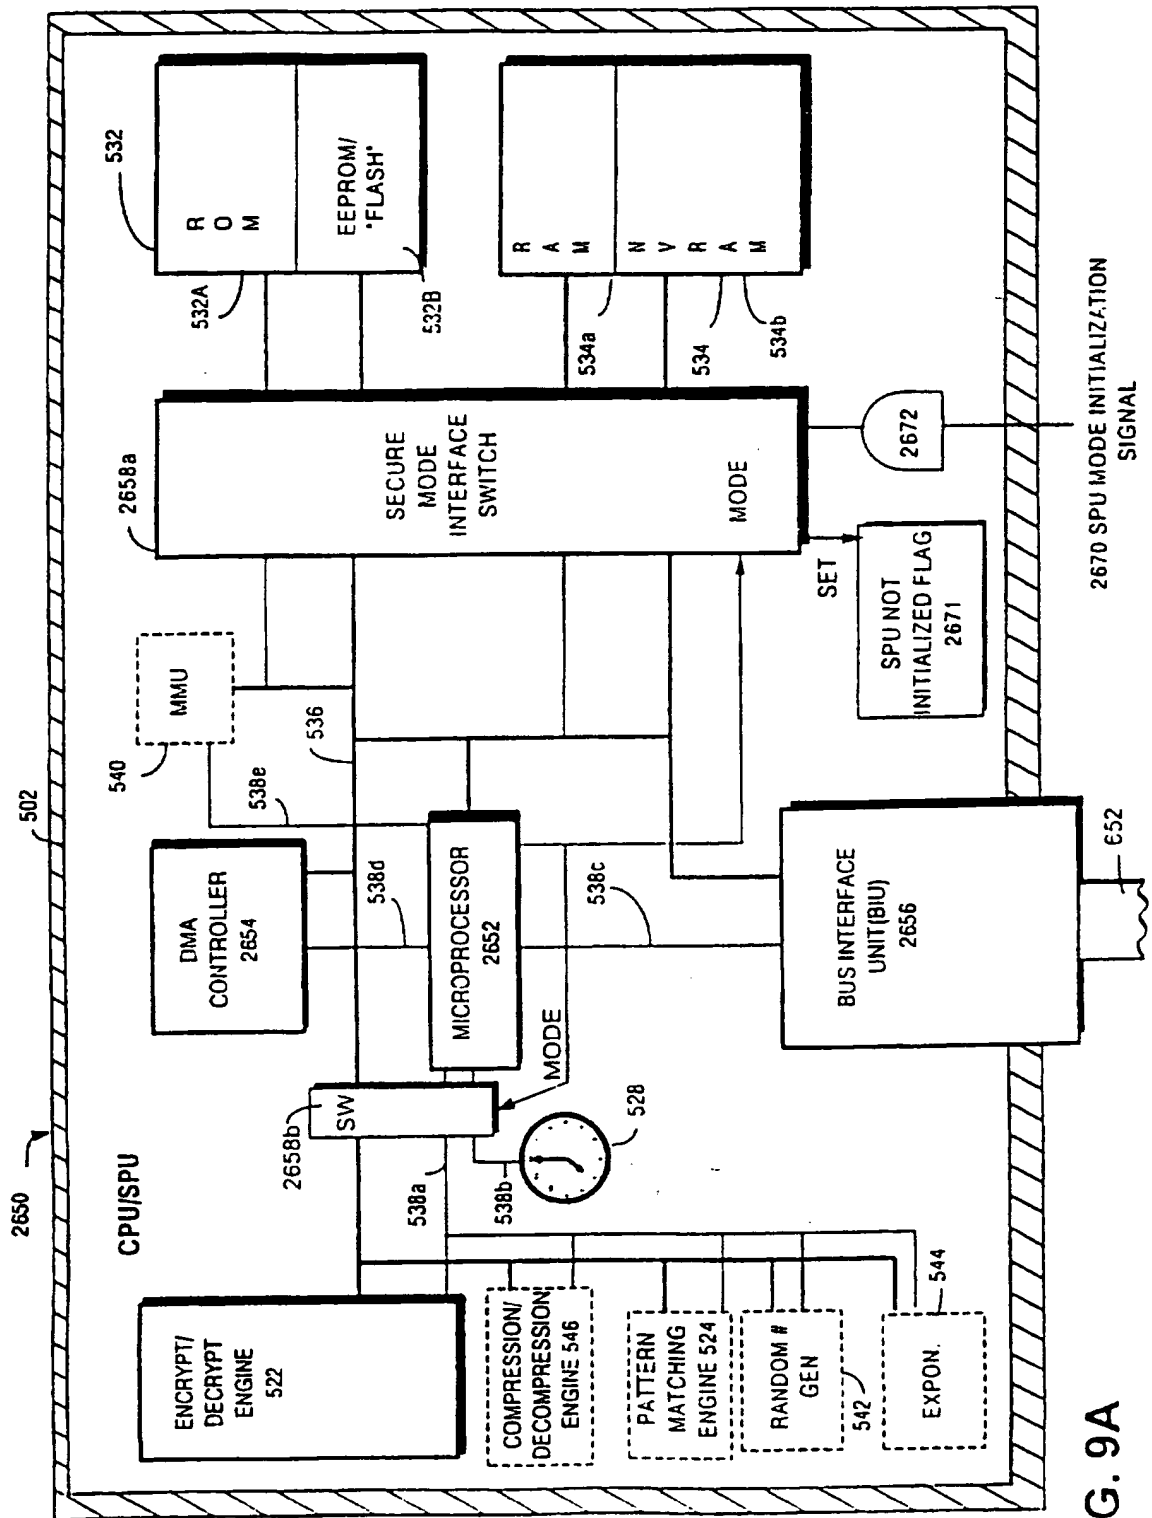 2650
502
CPU/SPU
ENCRYPT/
DECRYPT
ENGINE
522
DMA
CONTROLLER
2654
540
MMU
2658a
532
R
O
M
532A
EEPROM/
"FLASH"
532B
2658b
SW
538a
538b
538d
538e
536
MICROPROCESSOR
2652
SECURE
MODE
INTERFACE
SWITCH
MODE
R
A
M
534a
N
V
R
A
M
534
534b
COMPRESSION/
DECOMPRESSION
ENGINE 546
528
MODE
538c
PATTERN
MATCHING
ENGINE 524
RANDOM #
GEN
542
EXPON.
544
BUS INTERFACE
UNIT(BIU)
2656
652
SET
SPU NOT
INITIALIZED FLAG
2671
2672
2670 SPU MODE INITIALIZATION
SIGNAL
G. 9A